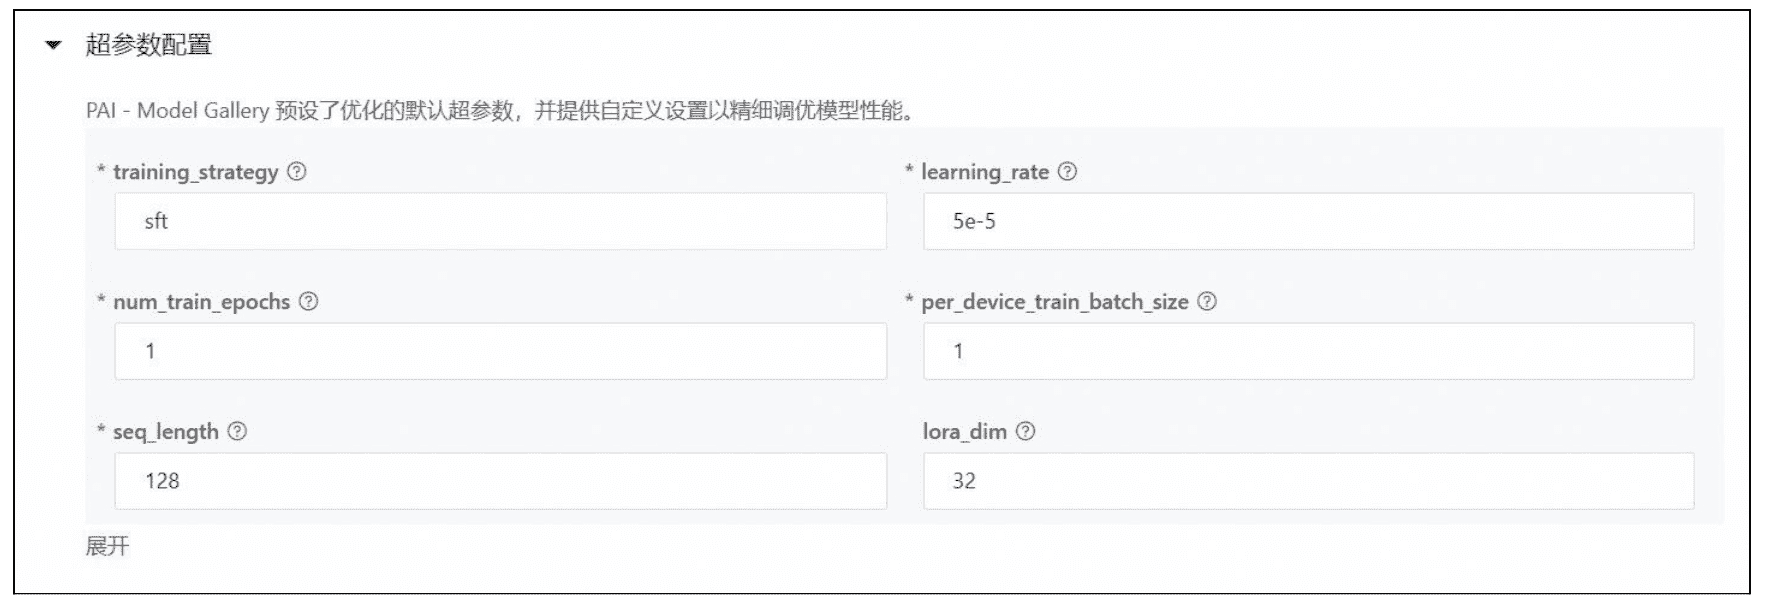 超参数配置
PAI - Model Gallery 预设了优化的默认超参数，并提供自定义设置以精细调优模型性能。
* training_strategy ?
* learning_rate ?
sft
5e-5
* num_train_epochs ?
* per_device_train_batch_size ?
1
1
* seq_length ?
lora_dim ?
128
32
展开